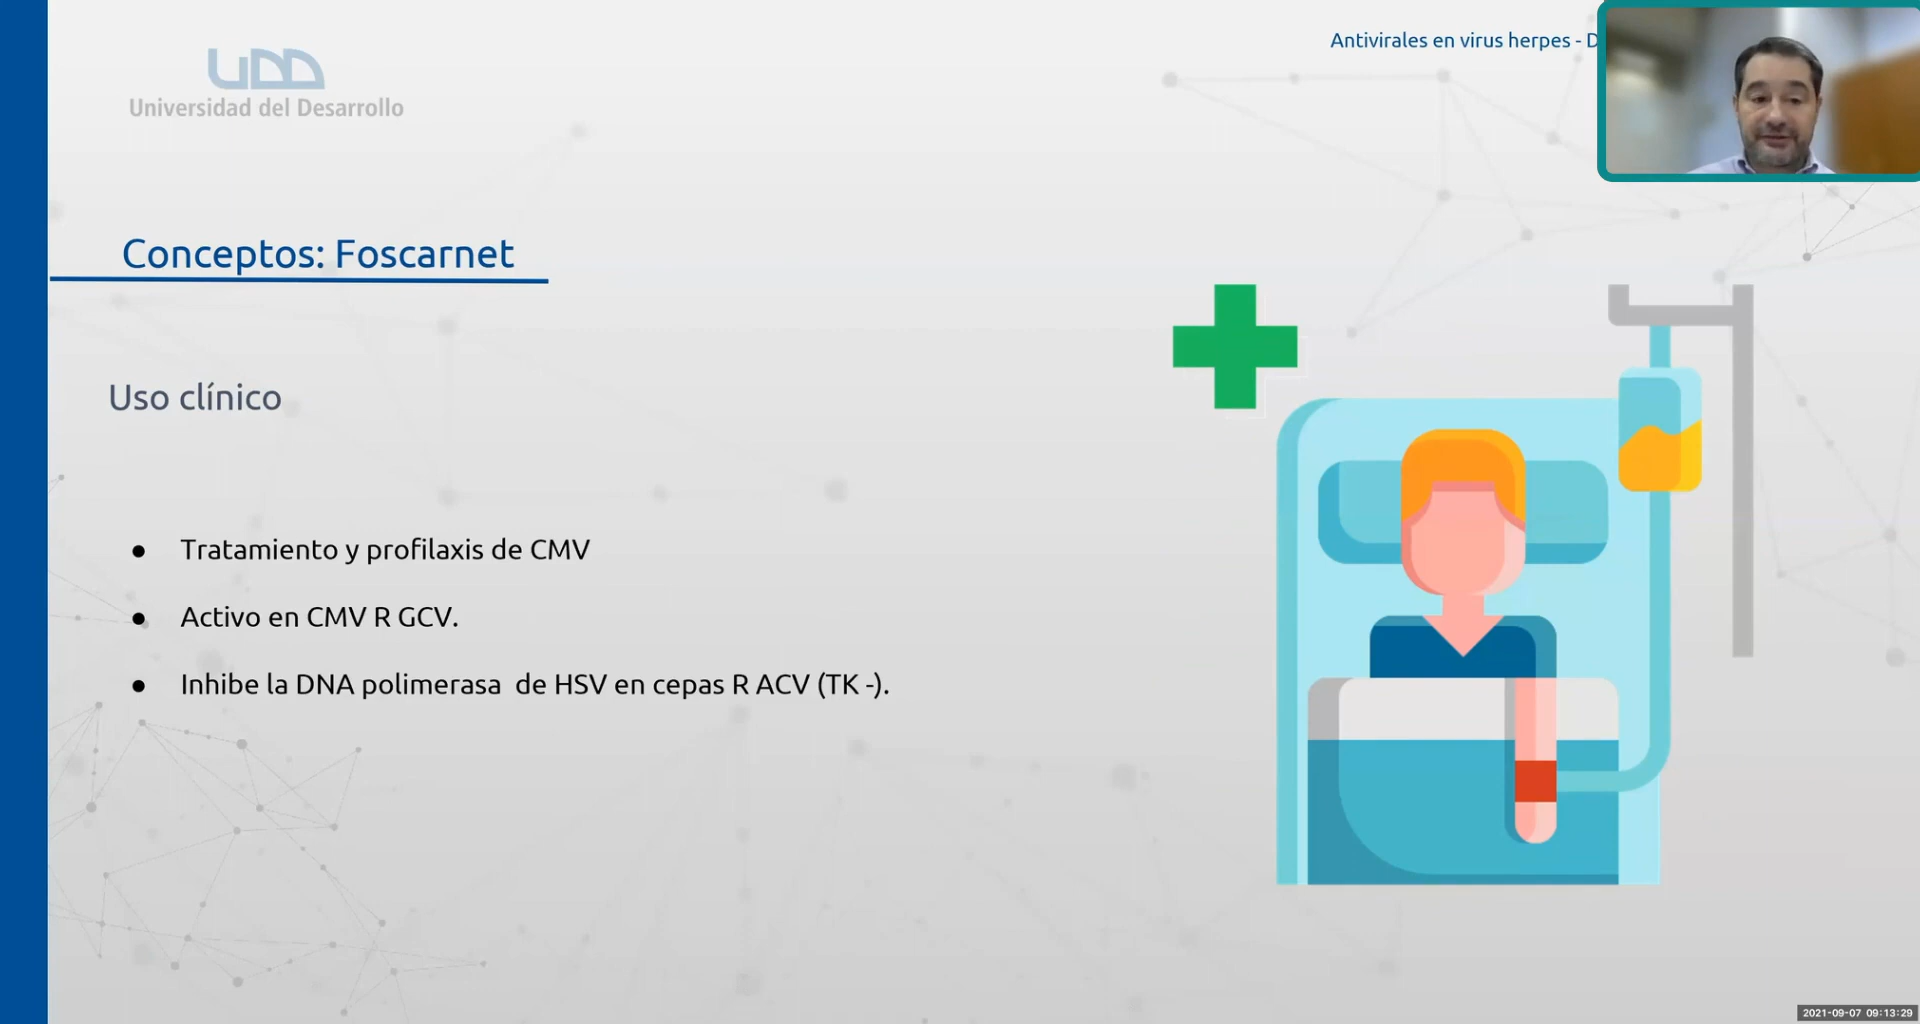 UDD
Universidad del Desarrollo
Antivirales en virus herpes - D
Conceptos: Foscarnet
Uso clínico
● Tratamiento y profilaxis de CMV
● Activo en CMV R GCV.
● Inhibe la DNA polimerasa de HSV en cepas R ACV (TK -).
2021-09-07 09:13:29